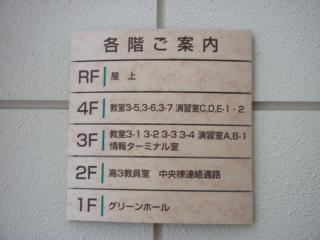 各階ご案内
RF 屋上
4F 教室3-5,3-6,3-7 演習室C,D,E-1・2
3F 教室3-1 3-2 3-3 3-4 演習室A,B-1
情報ターミナル室
2F 高3教員室 中央棟連絡通路
1F グリーンホール